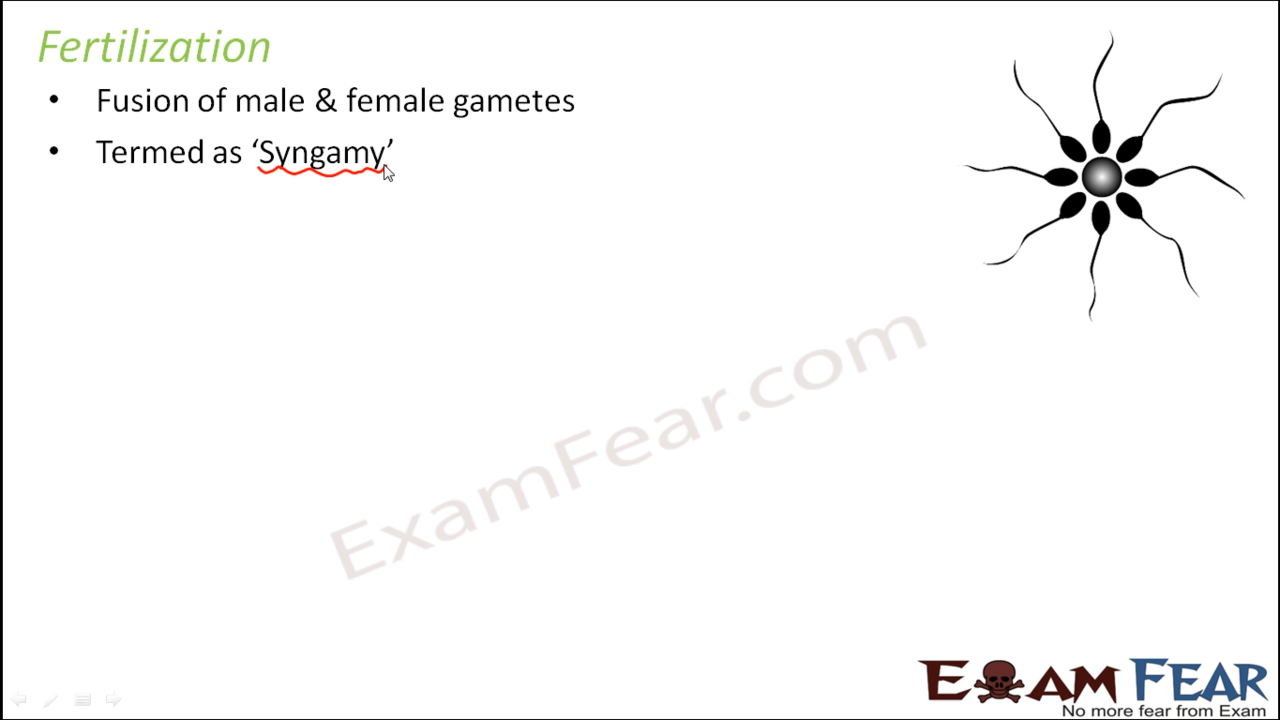 Fertilization
• Fusion of male & female gametes
• Termed as ‘Syngamy’
ExamFear.com
EXAM FEAR
No more fear from Exam